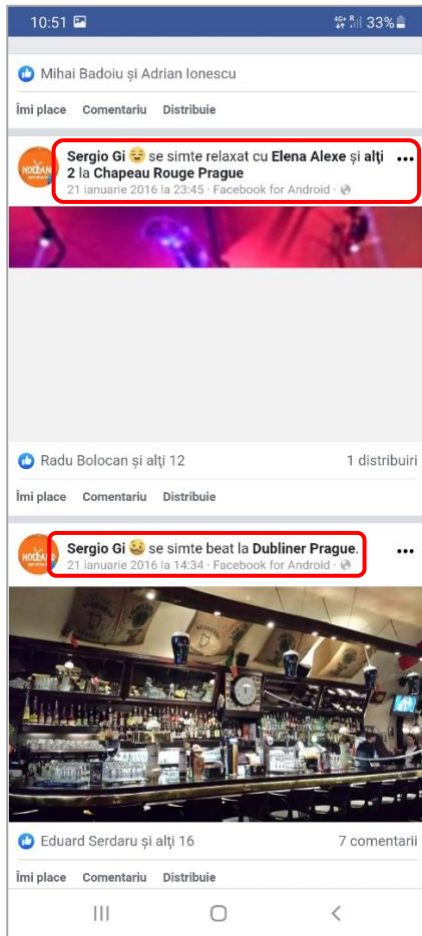 10:51 33%
Mihai Badoiu și Adrian Ionescu
Îmi place Comentariu Distribuie
Sergio Gi 😌 se simte relaxat cu Elena Alexe și alți
2 la Chapeau Rouge Prague
21 ianuarie 2016 la 23:45 · Facebook for Android ·
Radu Bolocan și alți 12 1 distribuiri
Îmi place Comentariu Distribuie
HOLLAND
Sergio Gi 🥴 se simte beat la Dubliner Prague.
21 ianuarie 2016 la 14:34 · Facebook for Android ·
Eduard Serdaru și alți 16 7 comentarii
Îmi place Comentariu Distribuie